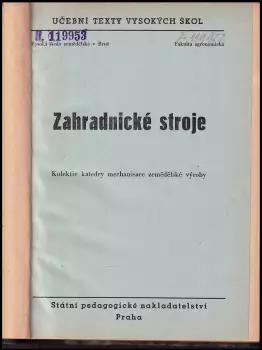 UČEBNÍ TEXTY VYSOKÝCH ŠKOL
N. 119953
Vysoká škola zemědělská v Brně
Fakulta agronomická
Zahradnické stroje
Kolektiv katedry mechanisace zemědělské výroby
Státní pedagogické nakladatelství
Praha